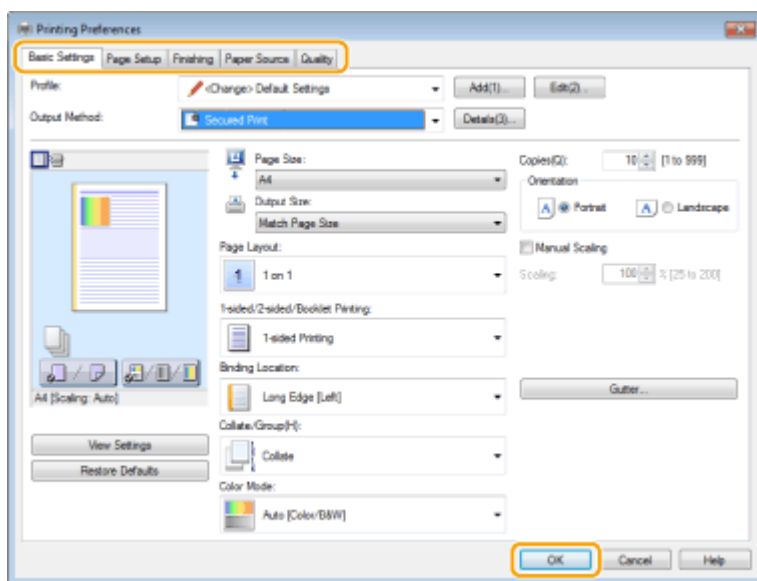 Printing Preferences
Basic Settings Page Setup Finishing Paper Source Quality
Profile: <Change> Default Settings Add(1)... Edit(2)...
Output Method: Secured Print Details(3)...
Page Size: Copies(Q): 10 [1 to 999]
A4 Orientation
Output Size: A Portrait A Landscape
Match Page Size
Page Layout: Manual Scaling
1 1 on 1 Scaling: 100 % [25 to 200]
1-sided/2-sided/Booklet Printing:
1-sided Printing
Binding Location:
A4 [Scaling: Auto] Long Edge [Left] Gutter...
Collate/Group(H):
View Settings Collate
Restore Defaults
Color Mode:
Auto [Color/B&W]
OK Cancel Help